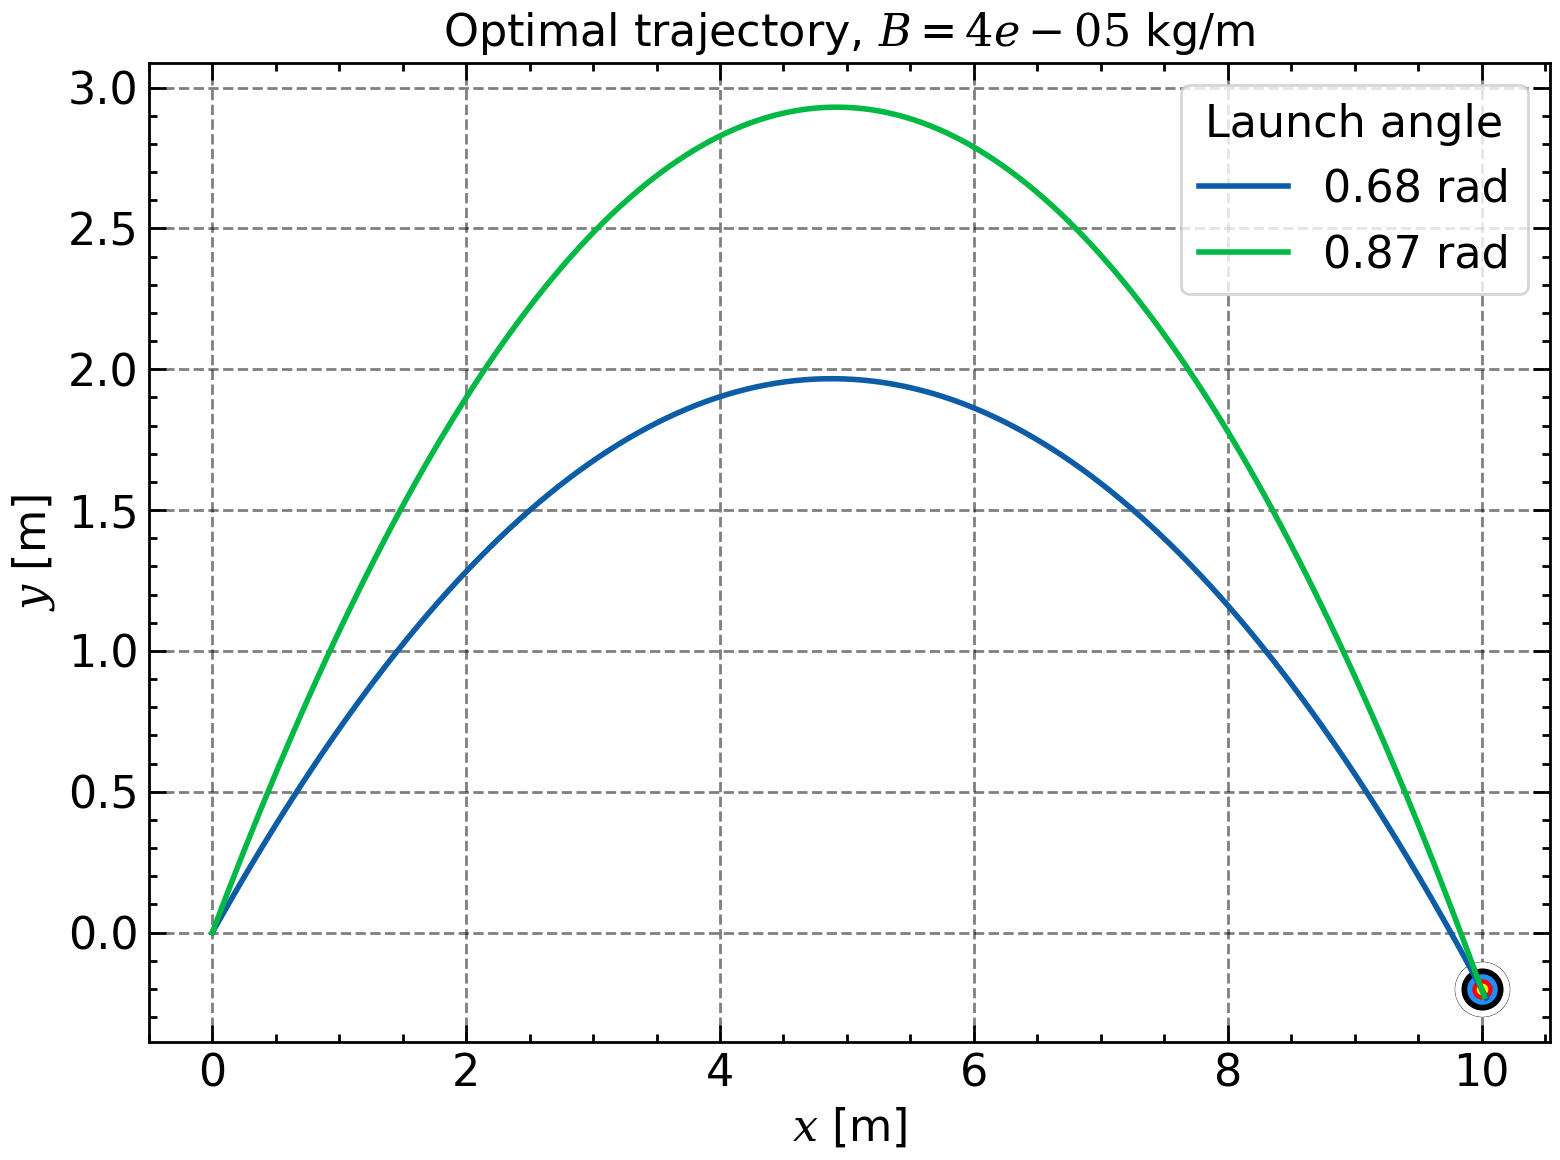 Optimal trajectory, B = 4e − 05 kg/m
3.0
2.5
2.0
1.5
1.0
0.5
0.0
y [m]
Launch angle
0.68 rad
0.87 rad
0 2 4 6 8 10
x [m]